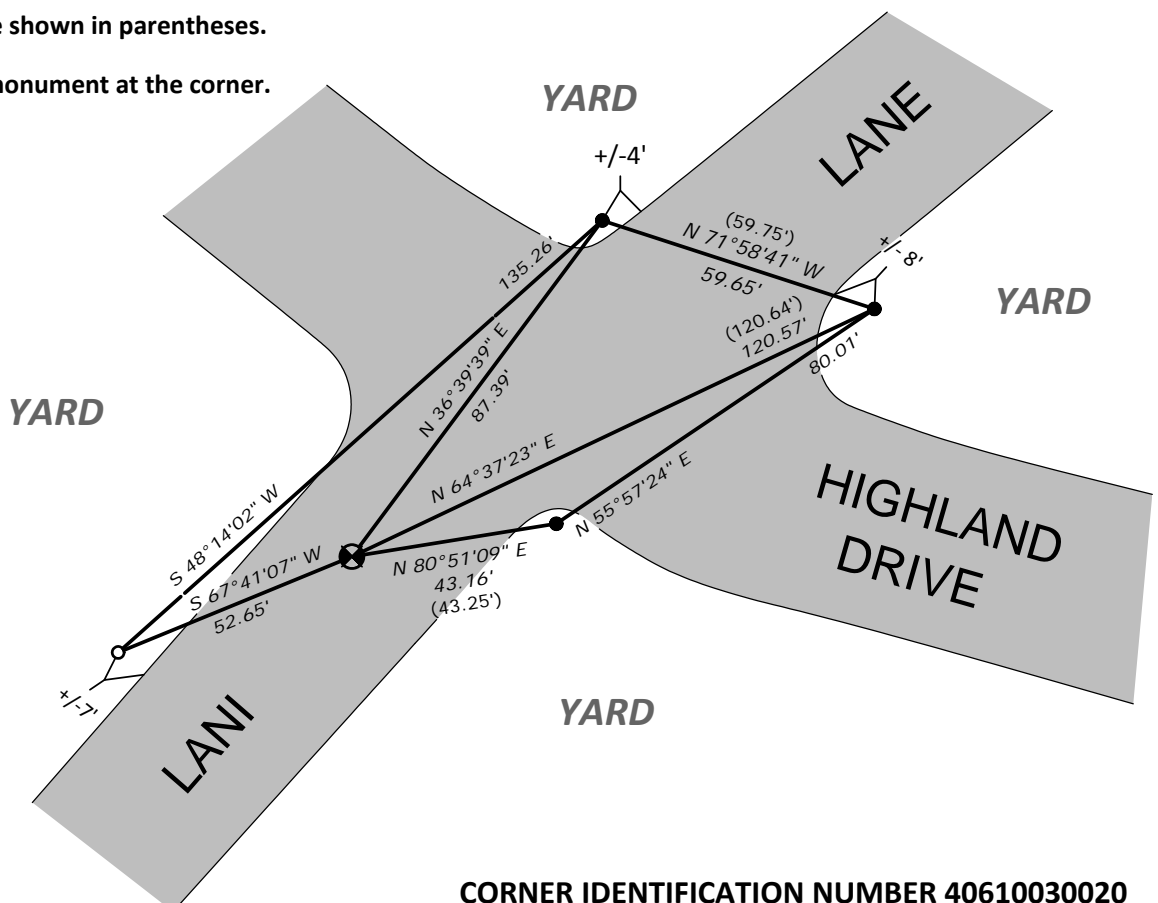 e shown in parentheses.
nonument at the corner.
YARD
+/-4'
LANE
(59.75')
N 71°58'41" W
59.65'
+/-8'
YARD
135.26'
(120.64')
120.57'
80.01'
N 36°39'39" E
87.39'
YARD
N 64°37'23" E
N 55°57'24" E
HIGHLAND
DRIVE
S 48°14'02" W
S 67°41'07" W
52.65'
N 80°51'09" E
43.16'
(43.25')
+/-7'
LANI
YARD
CORNER IDENTIFICATION NUMBER 40610030020